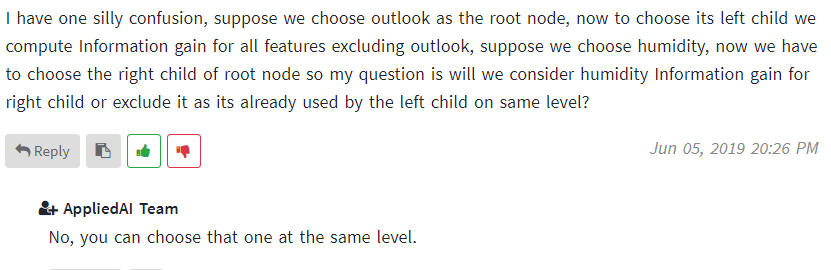 I have one silly confusion, suppose we choose outlook as the root node, now to choose its left child we
compute Information gain for all features excluding outlook, suppose we choose humidity, now we have
to choose the right child of root node so my question is will we consider humidity Information gain for
right child or exclude it as its already used by the left child on same level?
Reply
Jun 05, 2019 20:26 PM
AppliedAI Team
No, you can choose that one at the same level.